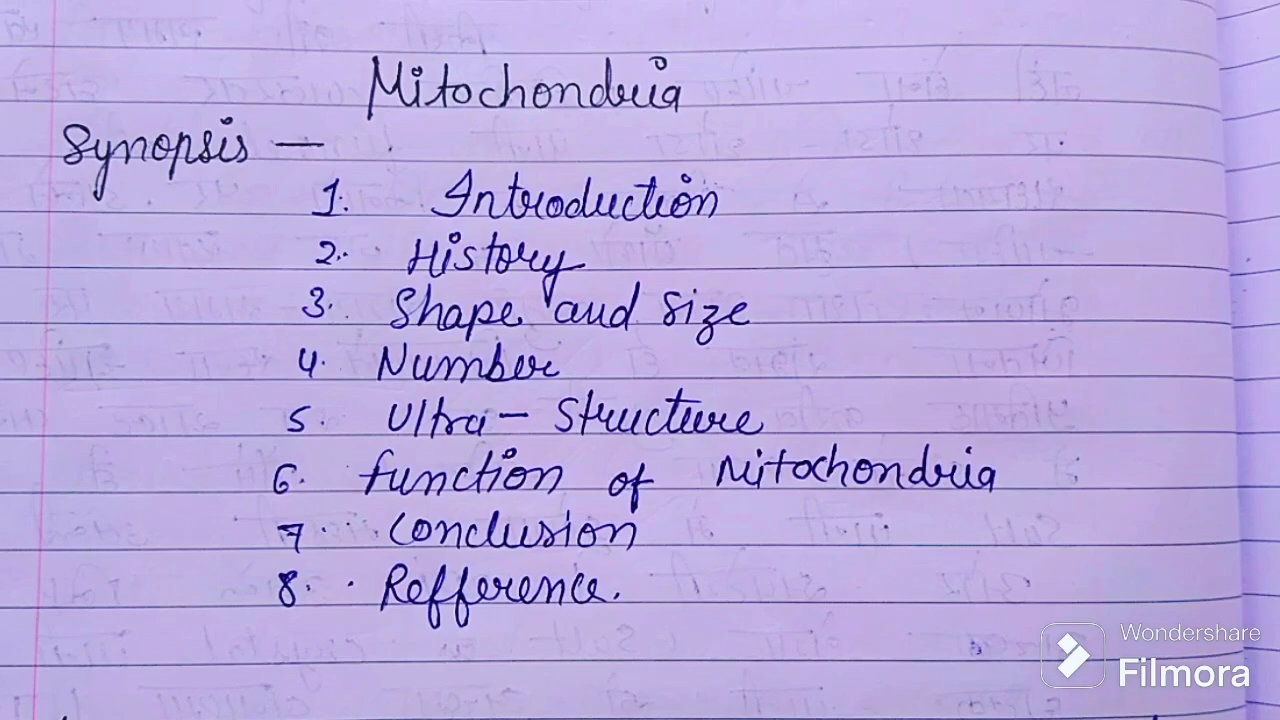 Mitochondria
Synopsis —
1. Introduction
2. History
3. Shape and Size
4. Number
5. Ultra - Structure
6. function of Mitochondria
7. Conclusion
8. Refference.
Wondershare
Filmora